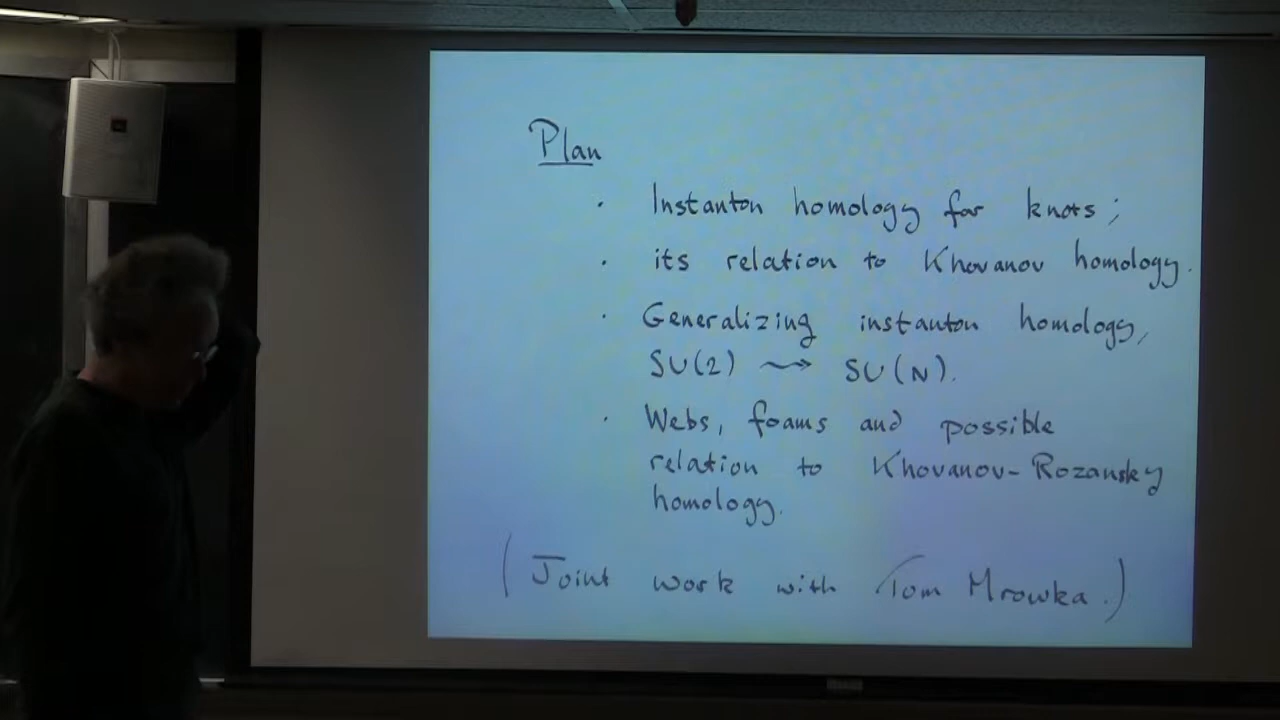 Plan
· Instanton homology for knots;
· its relation to Khovanov homology.
· Generalizing instanton homology,
SU(2) ⇝ SU(N).
· Webs, foams and possible
relation to Khovanov-Rozansky
homology.
(Joint work with Tom Mrowka.)